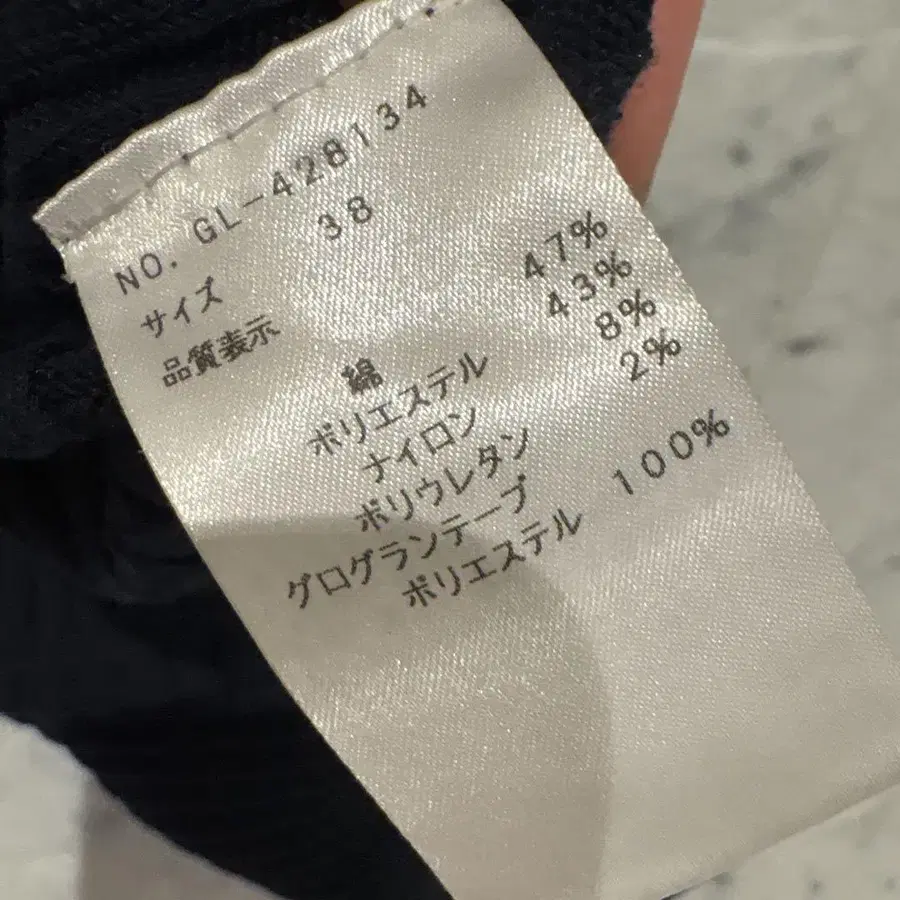 NO. GL-428134
サイズ 38
品質表示
綿 47%
ポリエステル 43%
ナイロン 8%
ポリウレタン 2%
グログランテープ
ポリエステル 100%